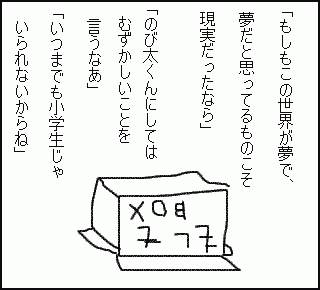 「もしもこの世界が夢で、
夢だと思ってるものこそ
現実だったなら」
「のび太くんにしては
むずかしいことを
言うなあ」
「いつまでも小学生じゃ
いられないからね」
XOB